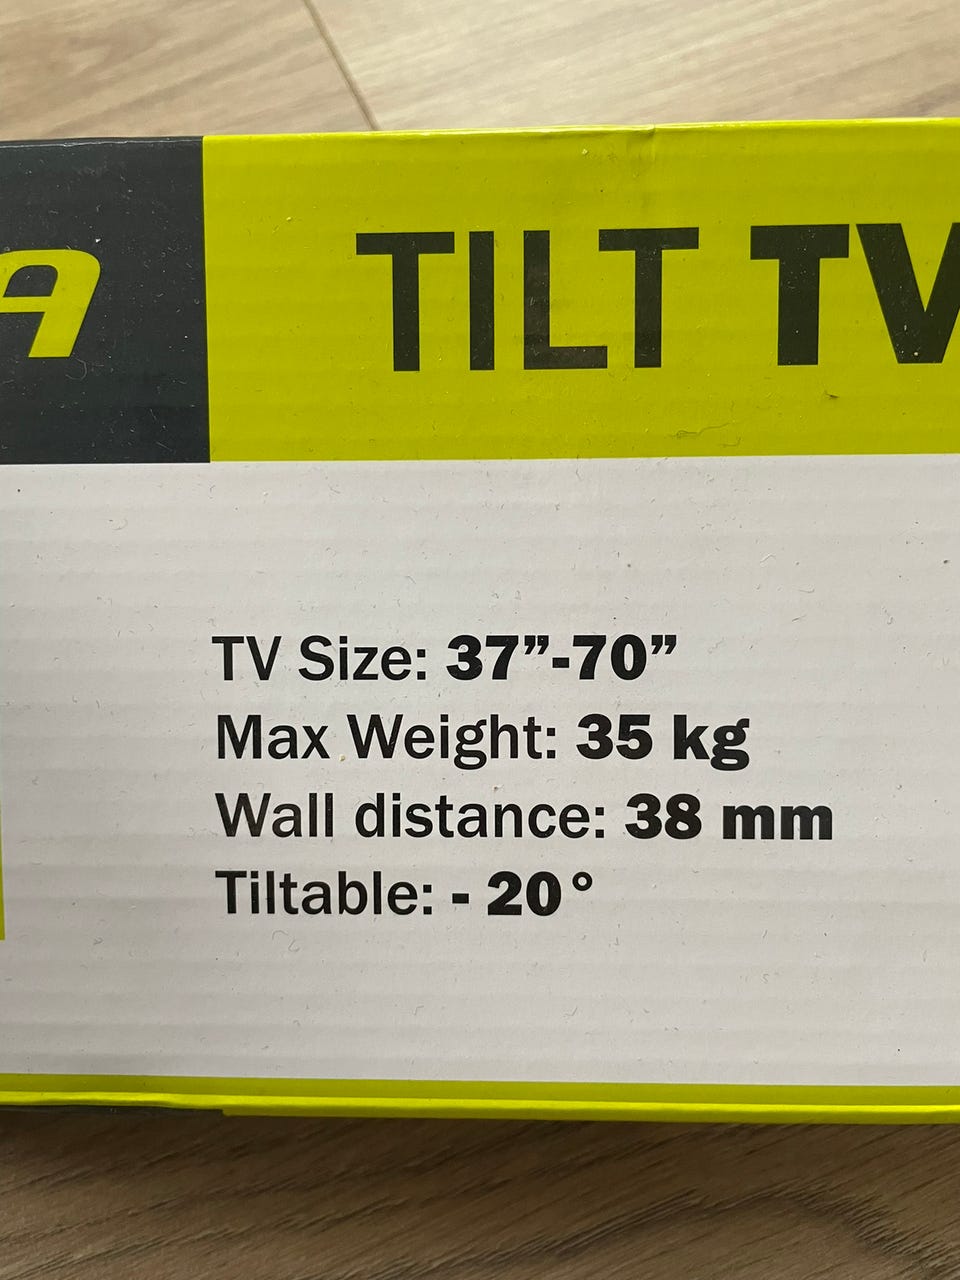 A TILT TV
TV Size: 37”-70”
Max Weight: 35 kg
Wall distance: 38 mm
Tiltable: - 20°